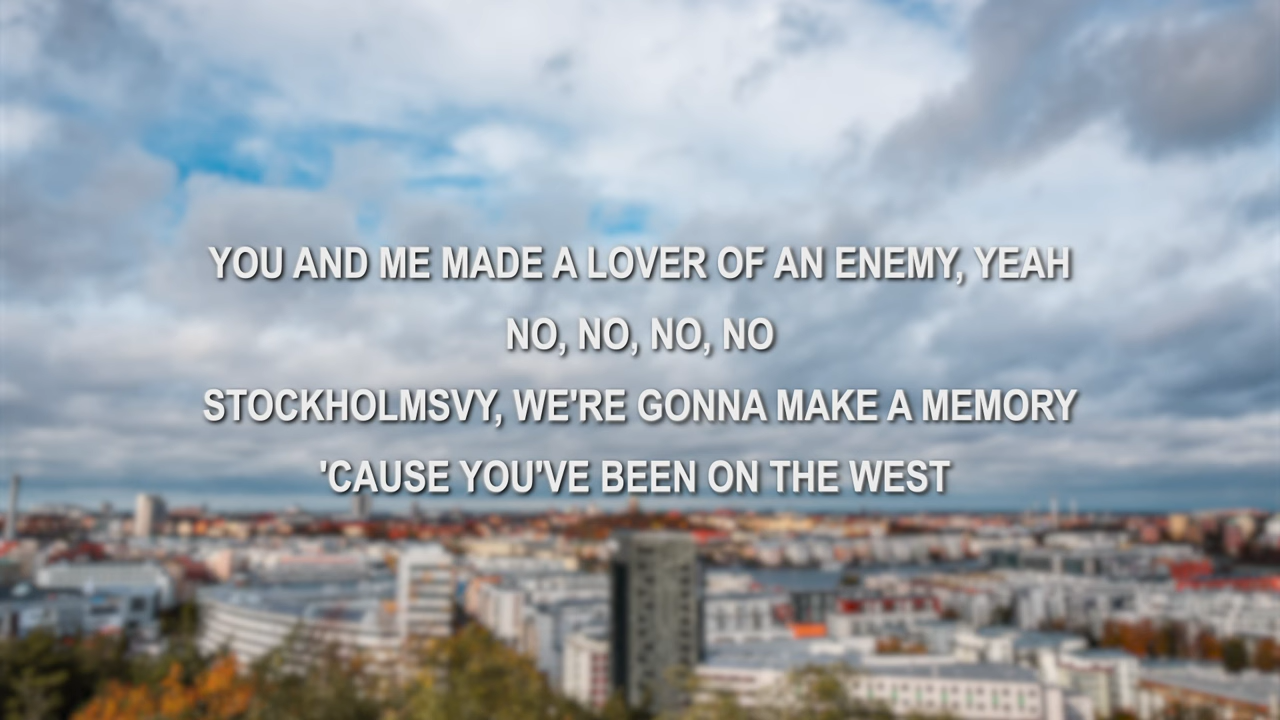 YOU AND ME MADE A LOVER OF AN ENEMY, YEAH
NO, NO, NO, NO
STOCKHOLMSVY, WE'RE GONNA MAKE A MEMORY
'CAUSE YOU'VE BEEN ON THE WEST